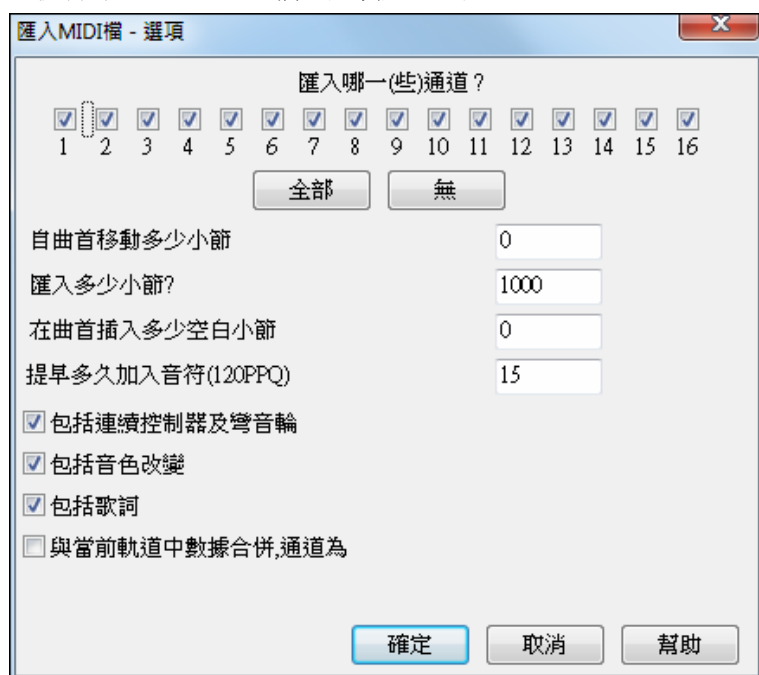 匯入MIDI檔 - 選項
匯入哪一(些)通道?
1 2 3 4 5 6 7 8 9 10 11 12 13 14 15 16
全部 無
自曲首移動多少小節 0
匯入多少小節? 1000
在曲首插入多少空白小節 0
提早多久加入音符(120PPQ) 15
包括連續控制器及彎音輪
包括音色改變
包括歌詞
與當前軌道中數據合併,通道為
確定 取消 幫助